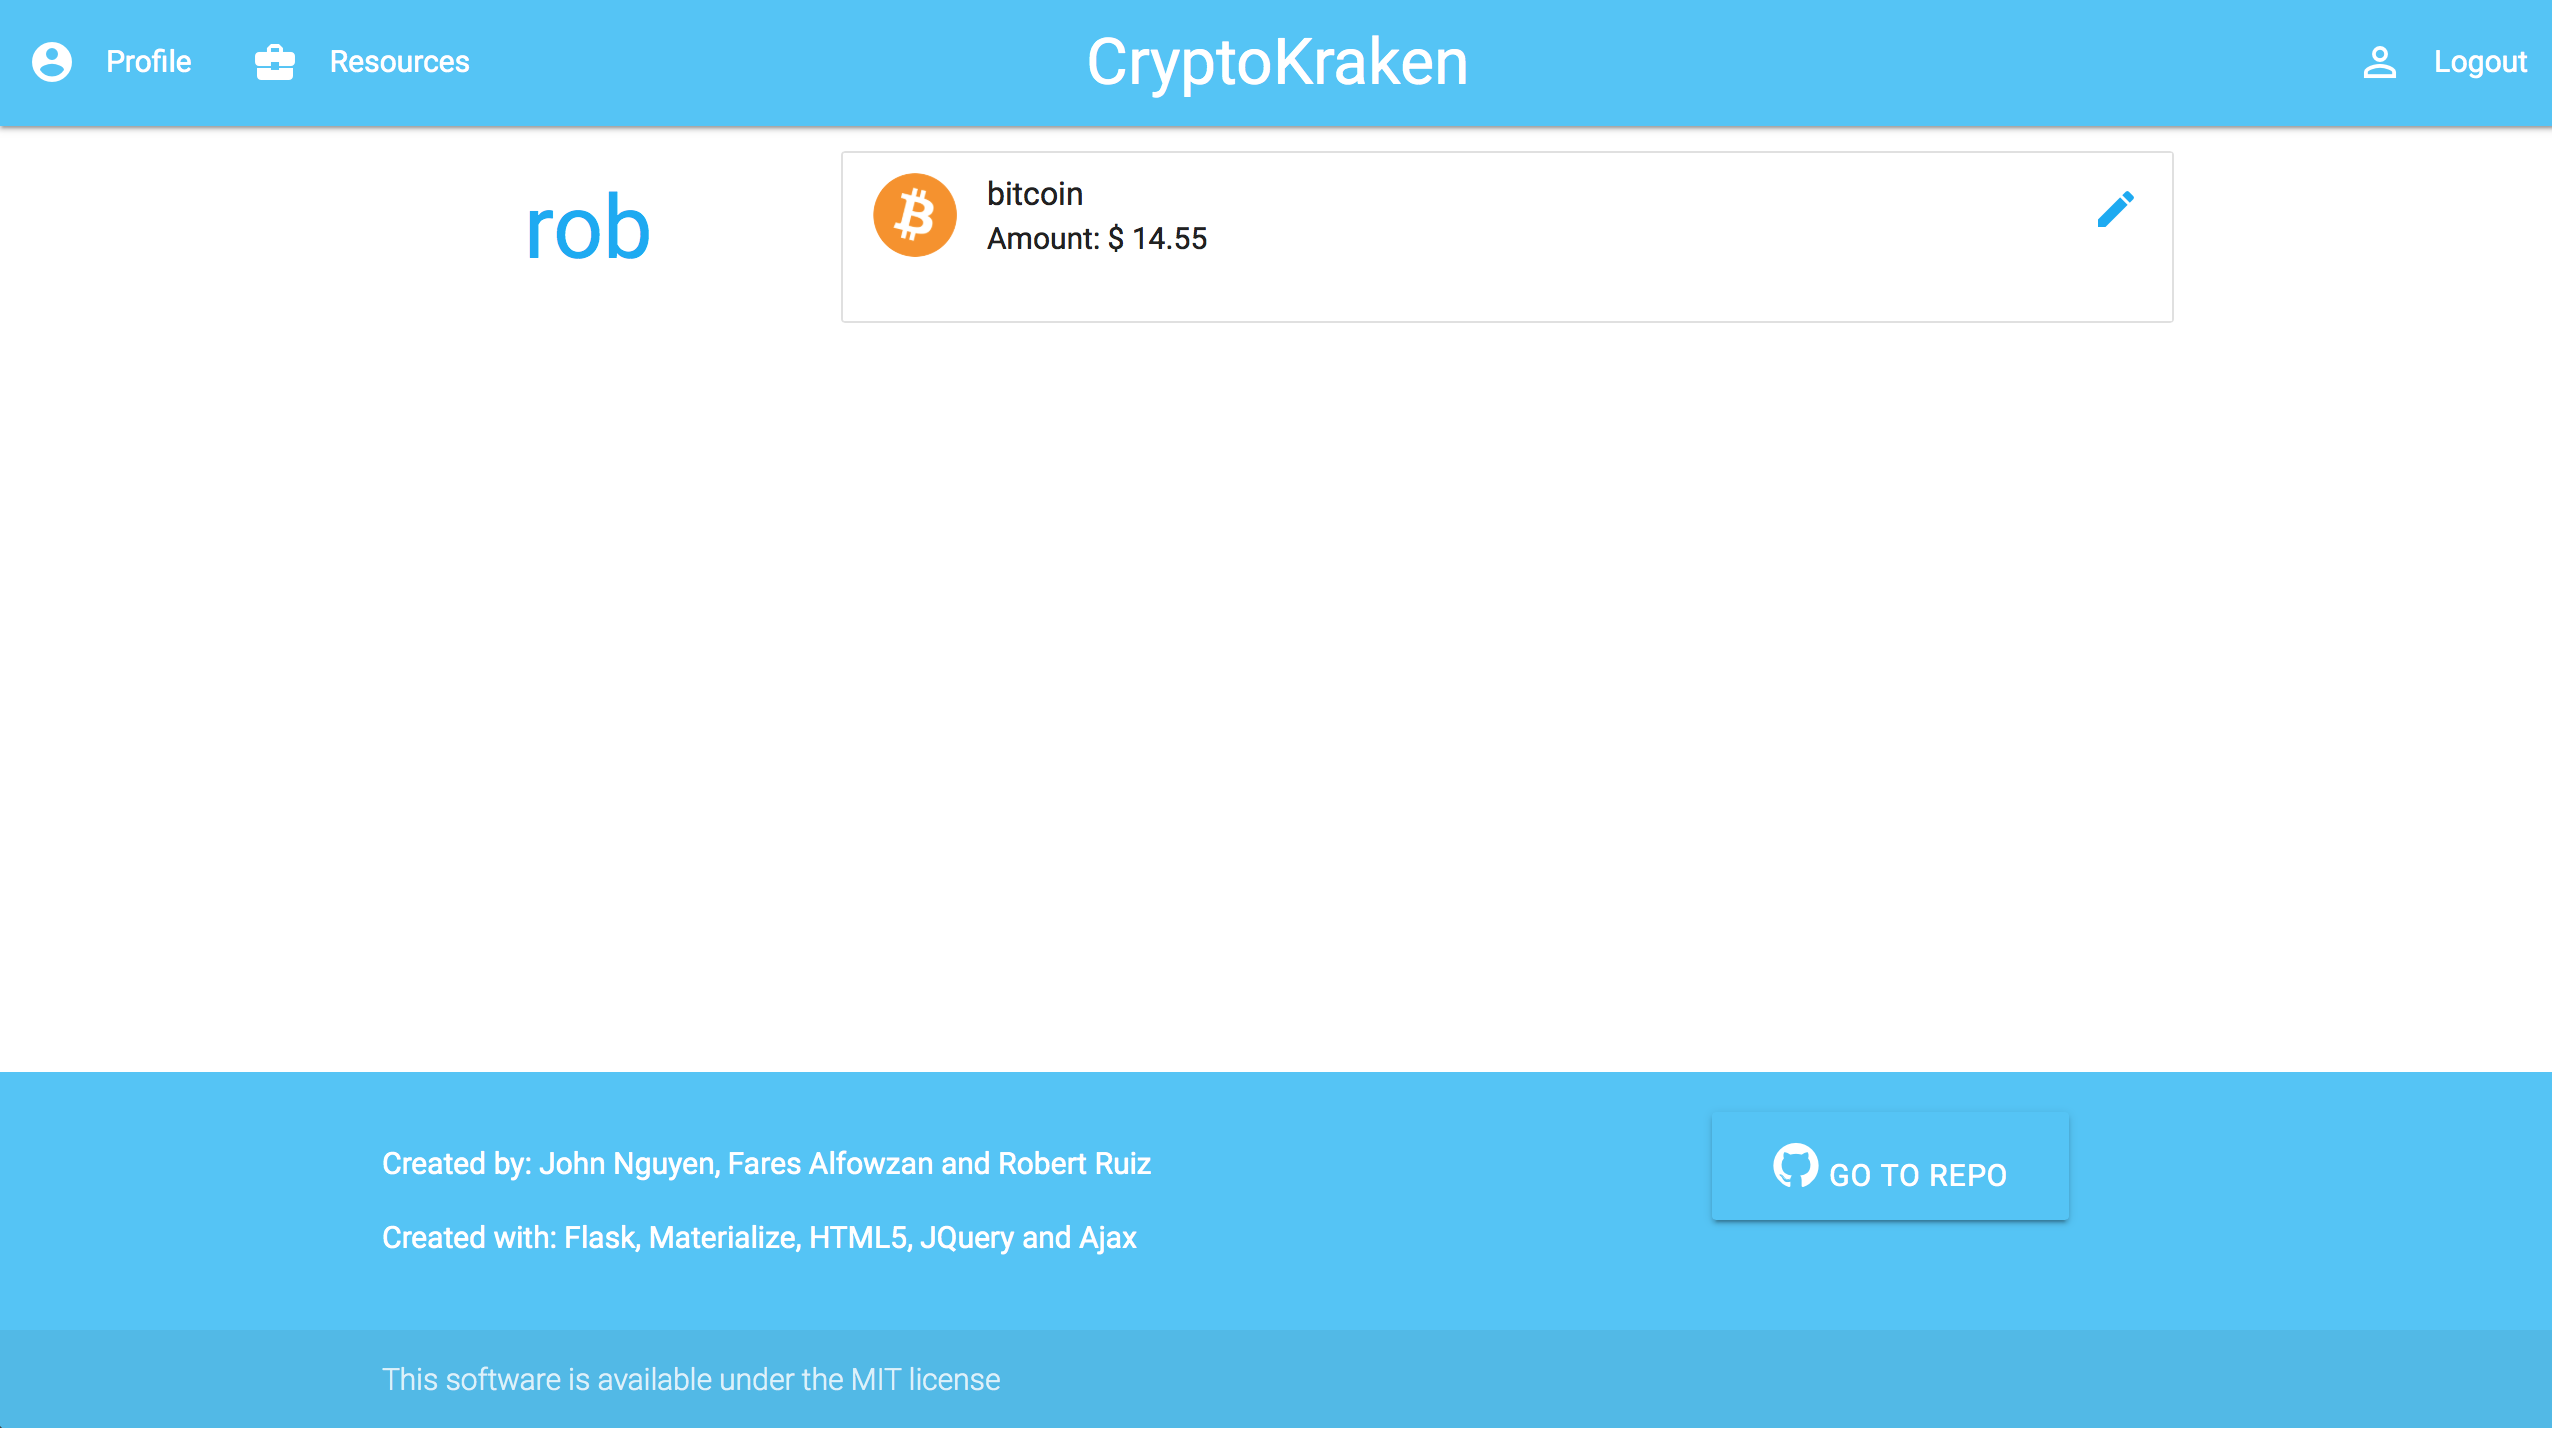 Profile
Resources
CryptoKraken
Logout
rob
bitcoin
Amount: $ 14.55
Created by: John Nguyen, Fares Alfowzan and Robert Ruiz
GO TO REPO
Created with: Flask, Materialize, HTML5, JQuery and Ajax
This software is available under the MIT license